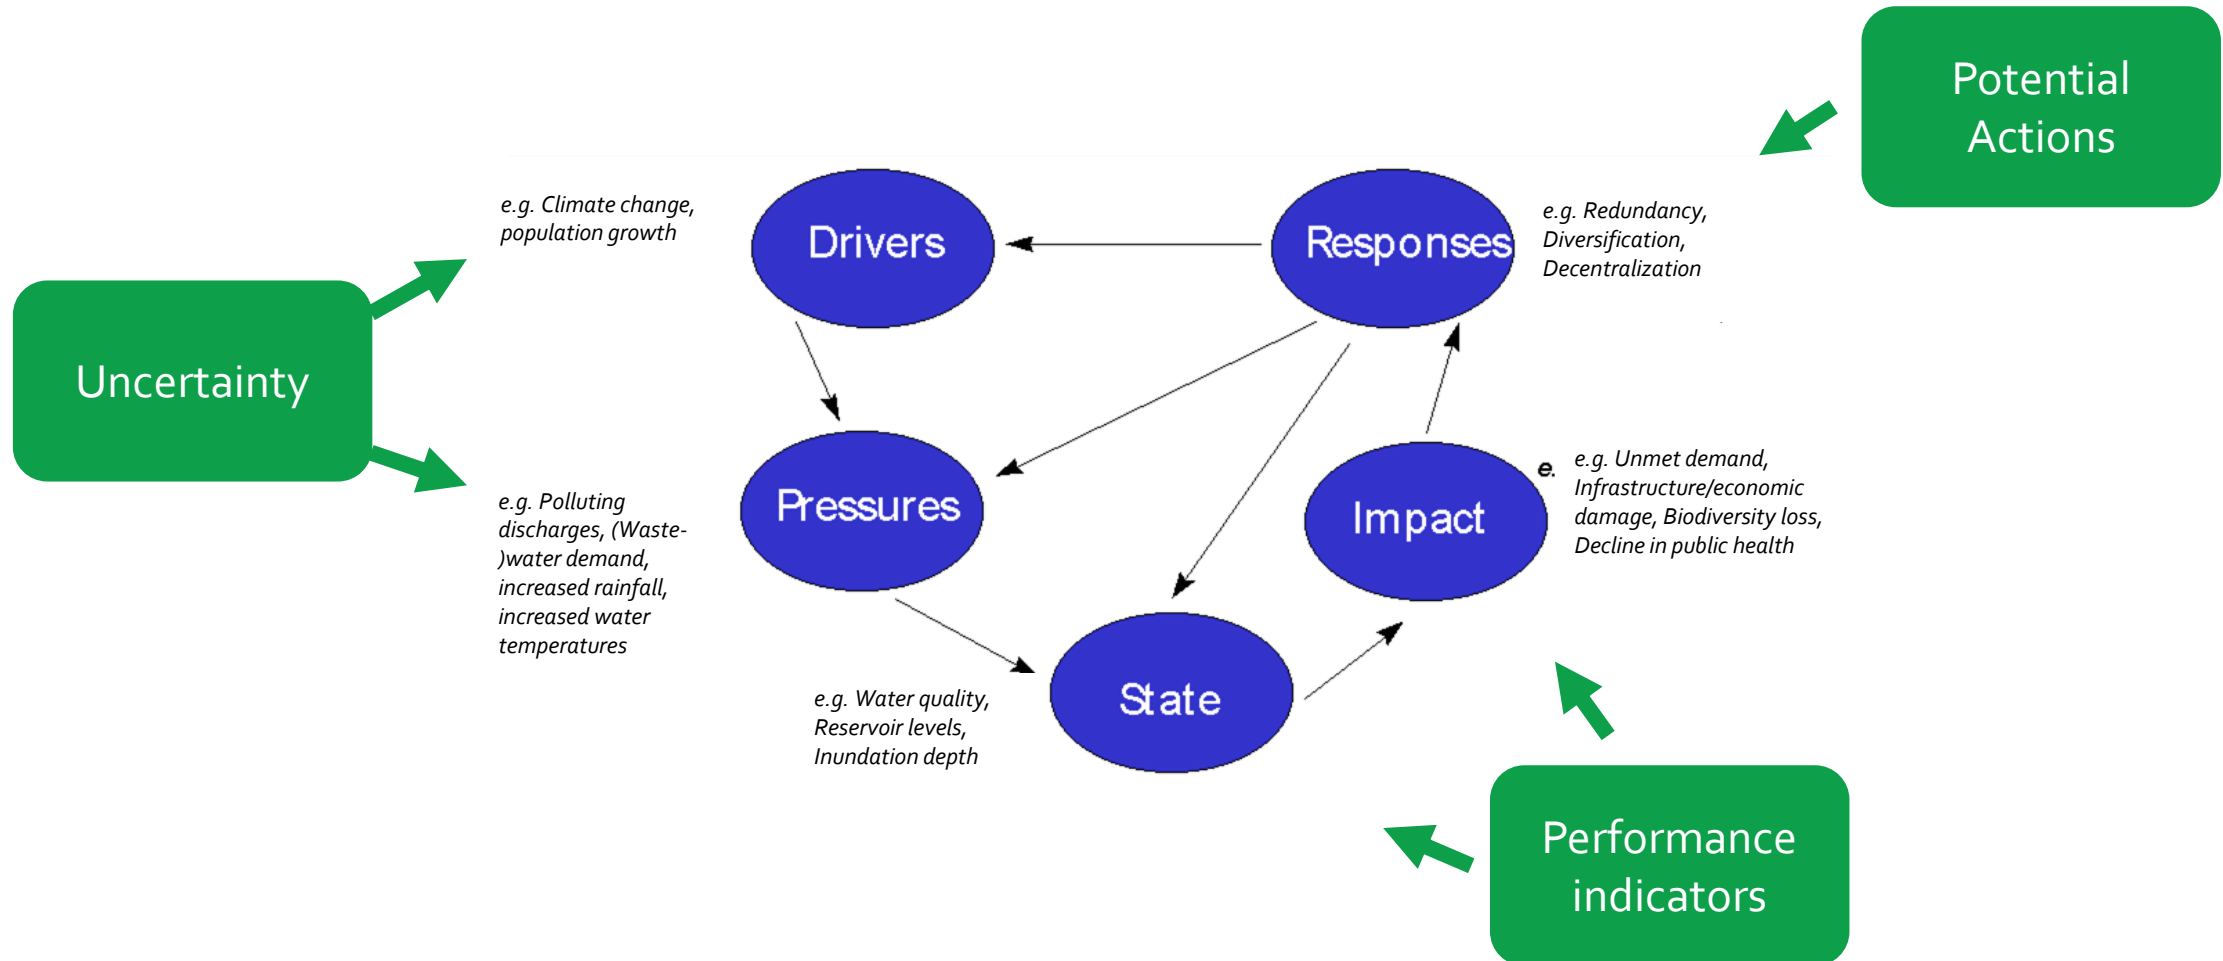 Potential
Actions
e.g. Climate change,
population growth
Drivers
Responses
e.g. Redundancy,
Diversification,
Decentralization
Uncertainty
e.g. Polluting
discharges, (Waste-
)water demand,
increased rainfall,
increased water
temperatures
Pressures
Impact
e.
e.g. Unmet demand,
Infrastructure/economic
damage, Biodiversity loss,
Decline in public health
e.g. Water quality,
Reservoir levels,
Inundation depth
State
Performance
indicators